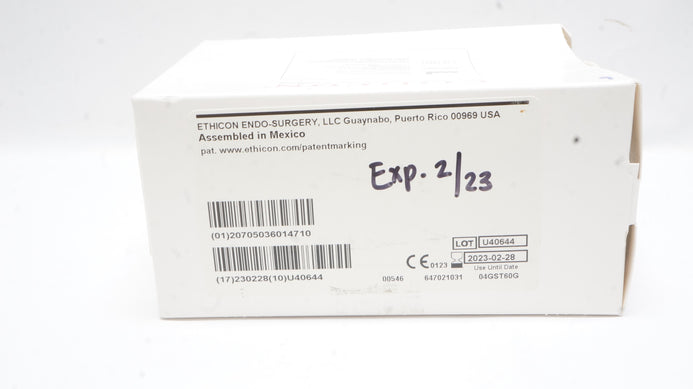 ETHICON ENDO-SURGERY, LLC Guaynabo, Puerto Rico 00969 USA
Assembled in Mexico
pat. www.ethicon.com/patentmarking
Exp. 2/23
(01)20705036014710
LOT U40644
CE 0123 2023-02-28
Use Until Date
(17)230228(10)U40644
00546 647021031 04GST60G